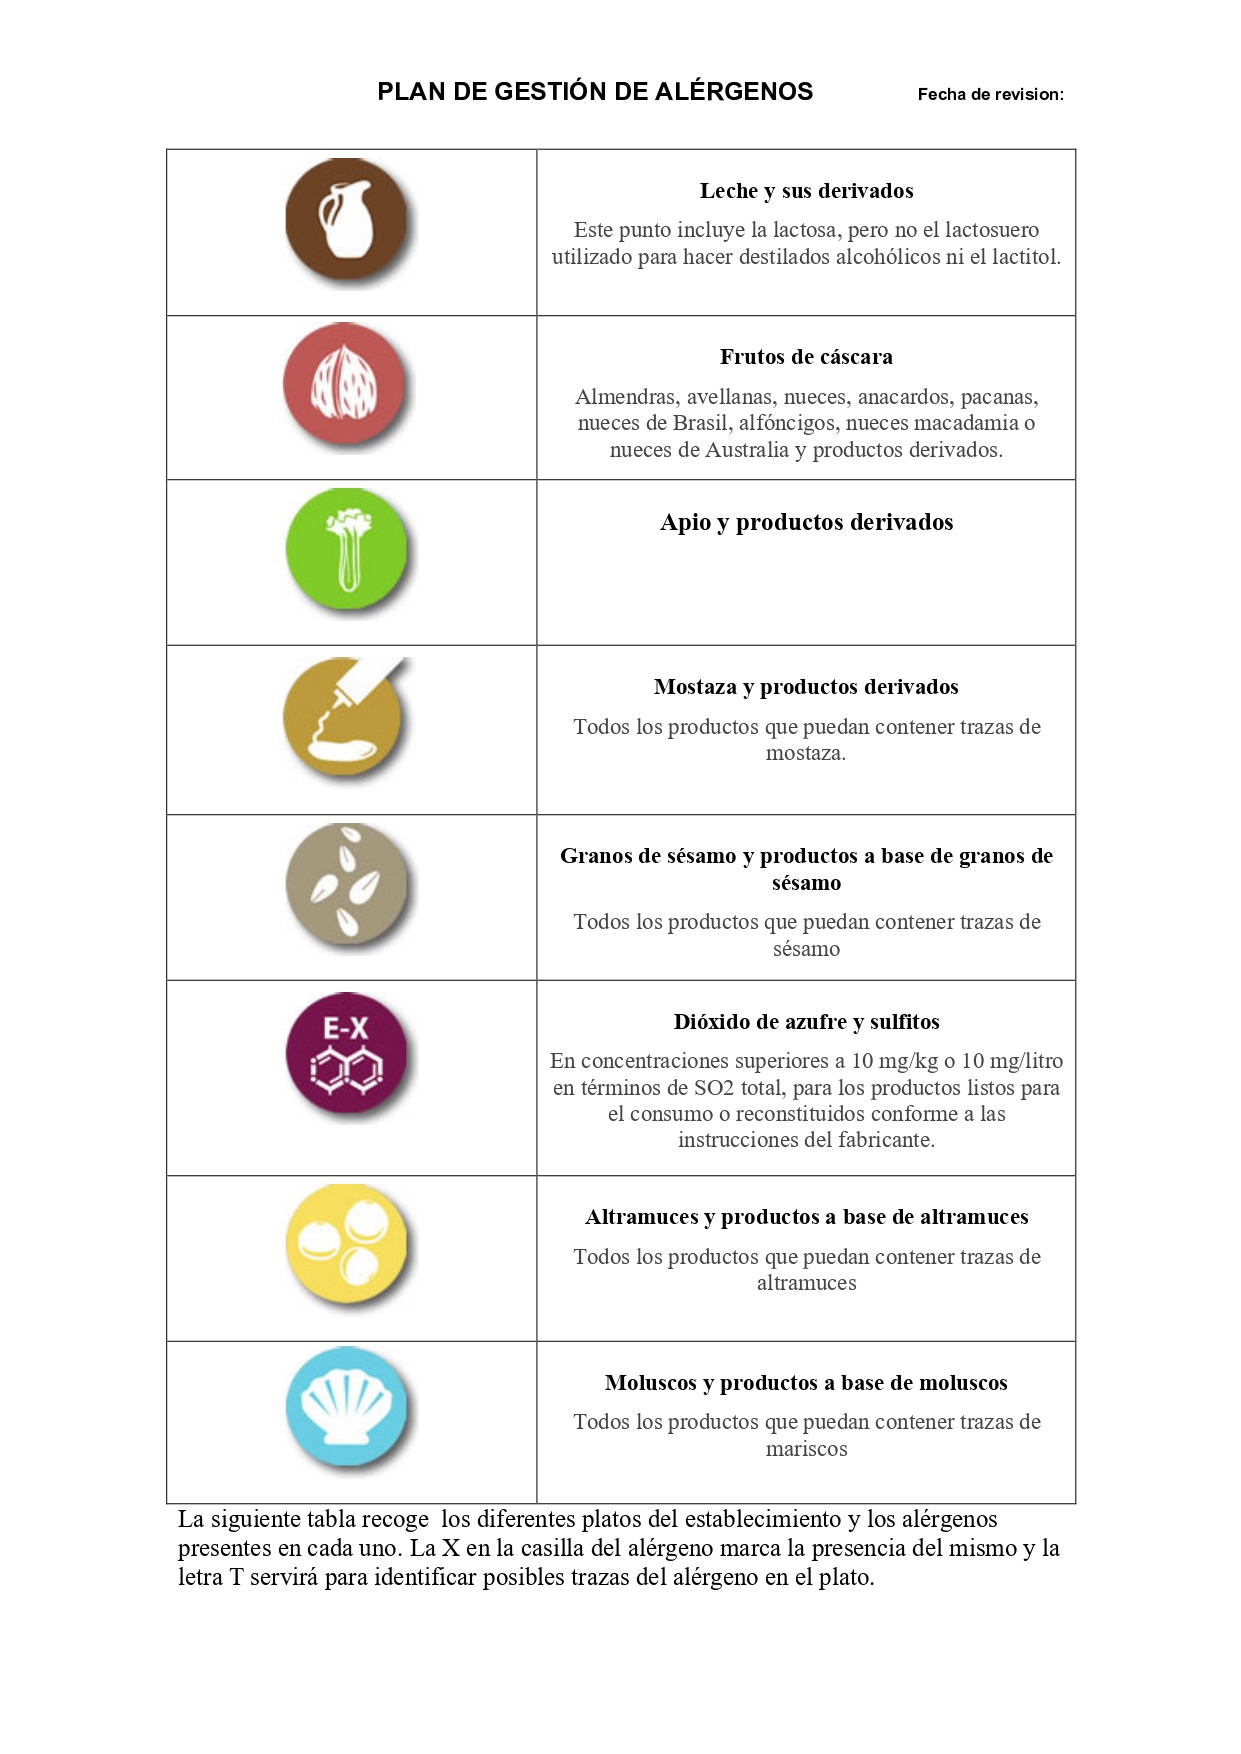 PLAN DE GESTIÓN DE ALÉRGENOS Fecha de revision:
Leche y sus derivados
Este punto incluye la lactosa, pero no el lactosuero
utilizado para hacer destilados alcohólicos ni el lactitol.
Frutos de cáscara
Almendras, avellanas, nueces, anacardos, pacanas,
nueces de Brasil, alfóncigos, nueces macadamia o
nueces de Australia y productos derivados.
Apio y productos derivados
Mostaza y productos derivados
Todos los productos que puedan contener trazas de
mostaza.
Granos de sésamo y productos a base de granos de
sésamo
Todos los productos que puedan contener trazas de
sésamo
E-X
Dióxido de azufre y sulfitos
En concentraciones superiores a 10 mg/kg o 10 mg/litro
en términos de SO2 total, para los productos listos para
el consumo o reconstituidos conforme a las
instrucciones del fabricante.
Altramuces y productos a base de altramuces
Todos los productos que puedan contener trazas de
altramuces
Moluscos y productos a base de moluscos
Todos los productos que puedan contener trazas de
mariscos
La siguiente tabla recoge  los diferentes platos del establecimiento y los alérgenos
presentes en cada uno. La X en la casilla del alérgeno marca la presencia del mismo y la
letra T servirá para identificar posibles trazas del alérgeno en el plato.